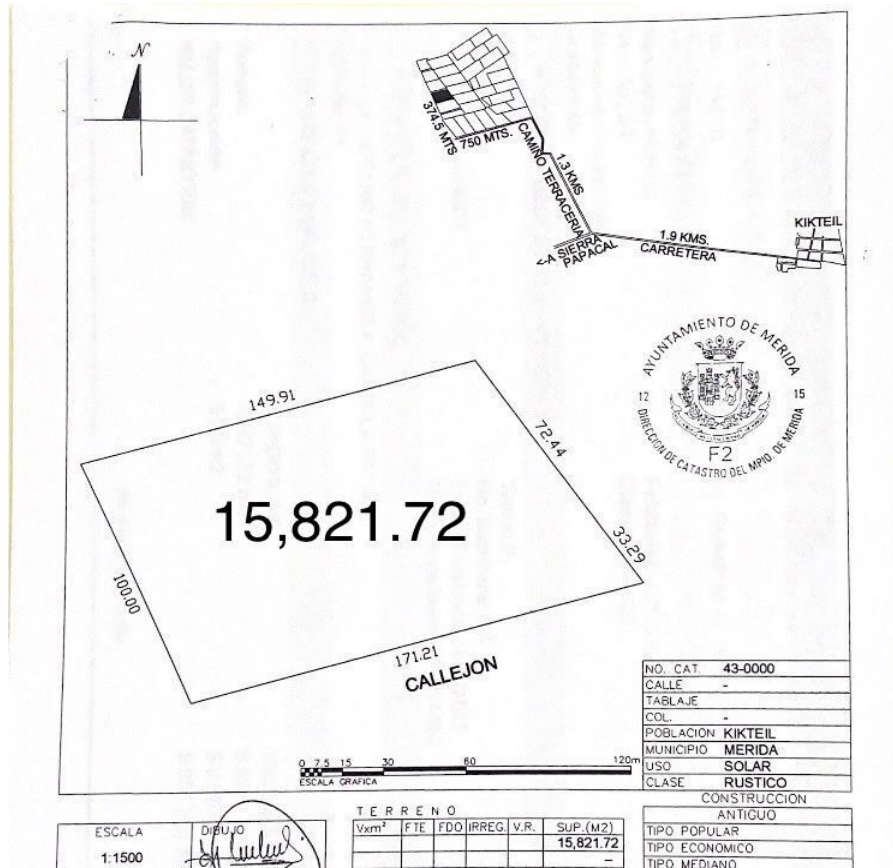 N
374.5 MTS
750 MTS.
CAMINO TERRACERIA
1.3 KMS
<-A SIERRA
PAPACAL
1.9 KMS.
CARRETERA
KIKTEIL
AYUNTAMIENTO DE MERIDA
12
15
F2
DIRECCION DE CATASTRO DEL MPIO. DE MERIDA
149.91
72.44
33.29
15,821.72
100.00
171.21
CALLEJON
0 7.5 15 30 60 120m
ESCALA GRAFICA
NO. CAT. 43-0000
CALLE -
TABLAJE
COL. -
POBLACION KIKTEIL
MUNICIPIO MERIDA
USO SOLAR
CLASE RUSTICO
CONSTRUCCION
ANTIGUO
TIPO POPULAR
TIPO ECONOMICO
TIPO MEDIANO
ESCALA
1:1500
DIBUJO
TERRENO
Vxm² FTE FDO IRREG. V.R. SUP.(M2)
15,821.72
–